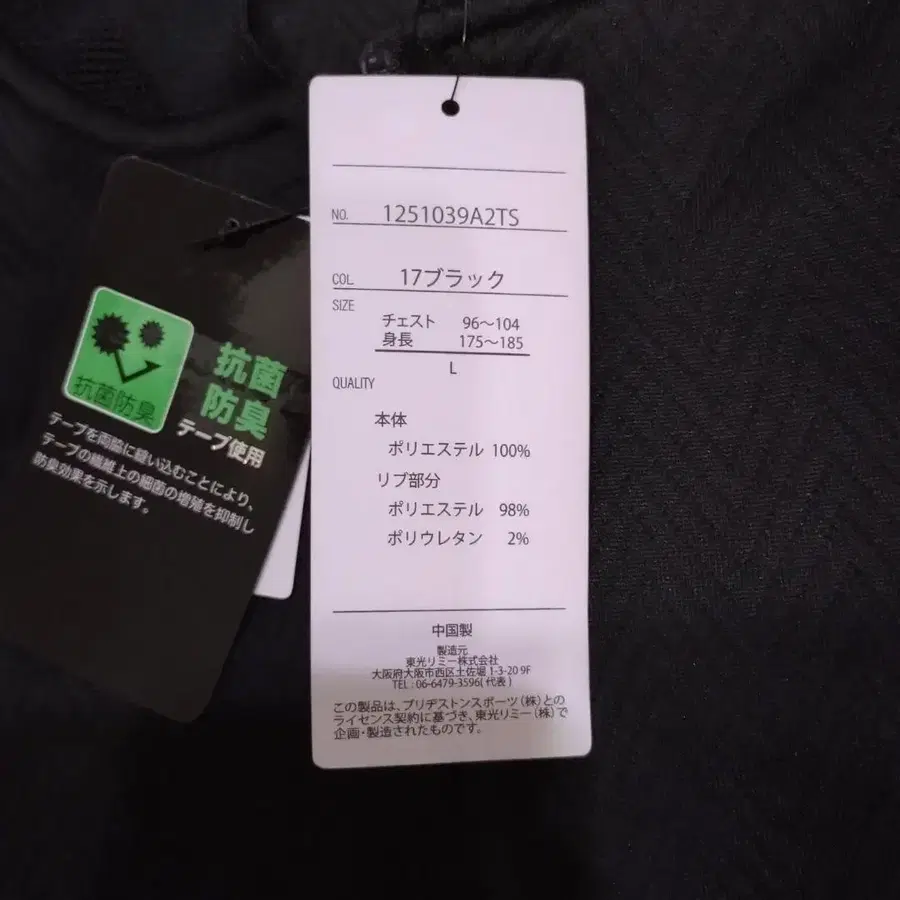 抗菌防臭
抗菌
防臭
テープ使用
テープを両脇に縫い込むことにより、
テープの繊維上の細菌の増殖を抑制し
防臭効果を示します。
NO. 1251039A2TS
COL. 17ブラック
SIZE
チェスト 96～104
身長 175～185
L
QUALITY
本体
ポリエステル 100%
リブ部分
ポリエステル 98%
ポリウレタン 2%
中国製
製造元
東光リミー株式会社
大阪府大阪市西区土佐堀 1-3-20 9F
TEL : 06-6479-3596( 代表 )
この製品は、ブリヂストンスポーツ（株）との
ライセンス契約に基づき、東光リミー（株）で
企画・製造されたものです。